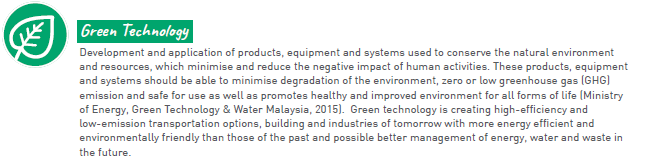 Green Technology
Development and application of products, equipment and systems used to conserve the natural environment
and resources, which minimise and reduce the negative impact of human activities. These products, equipment
and systems should be able to minimise degradation of the environment, zero or low greenhouse gas (GHG)
emission and safe for use as well as promotes healthy and improved environment for all forms of life (Ministry
of Energy, Green Technology & Water Malaysia, 2015).  Green technology is creating high-efficiency and
low-emission transportation options, building and industries of tomorrow with more energy efficient and
environmentally friendly than those of the past and possible better management of energy, water and waste in
the future.